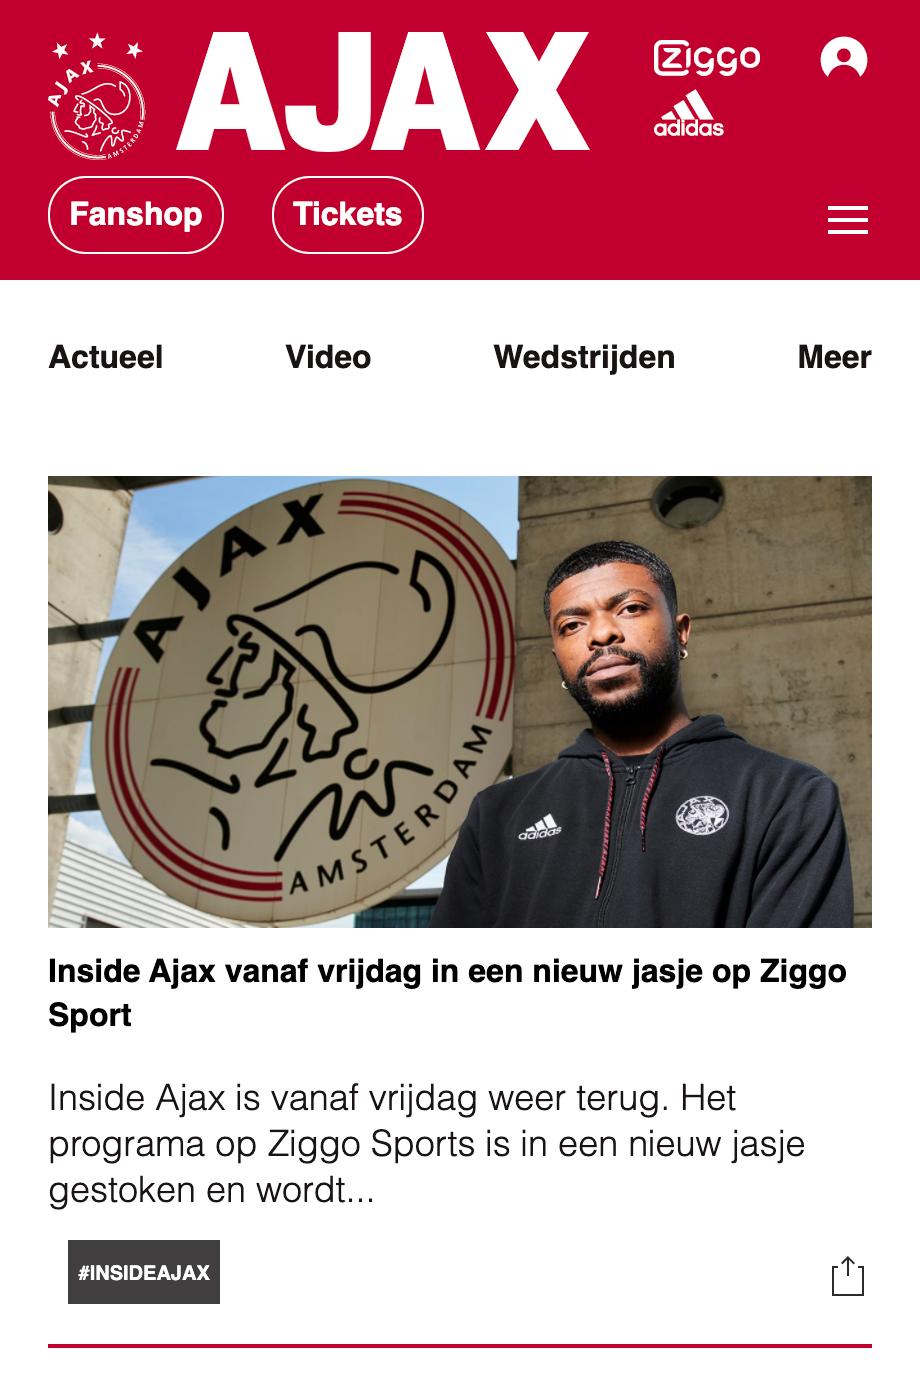 AJAX
AMSTERDAM
AJAX
Ziggo
adidas
Fanshop
Tickets
Actueel
Video
Wedstrijden
Meer
AJAX
AMSTERDAM
adidas
AJAX
Inside Ajax vanaf vrijdag in een nieuw jasje op Ziggo
Sport
Inside Ajax is vanaf vrijdag weer terug. Het
programa op Ziggo Sports is in een nieuw jasje
gestoken en wordt...
#INSIDEAJAX